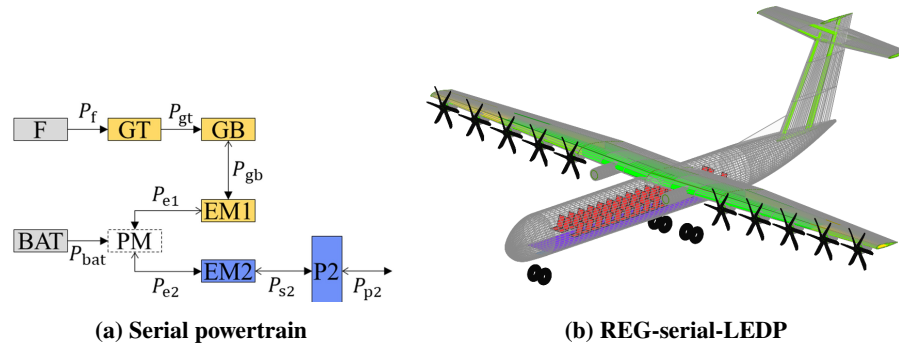 P_f P_gt
F GT GB
P_gb
P_e1 EM1
BAT PM
P_bat P2
EM2
P_e2 P_s2 P_p2
(a) Serial powertrain
(b) REG-serial-LEDP